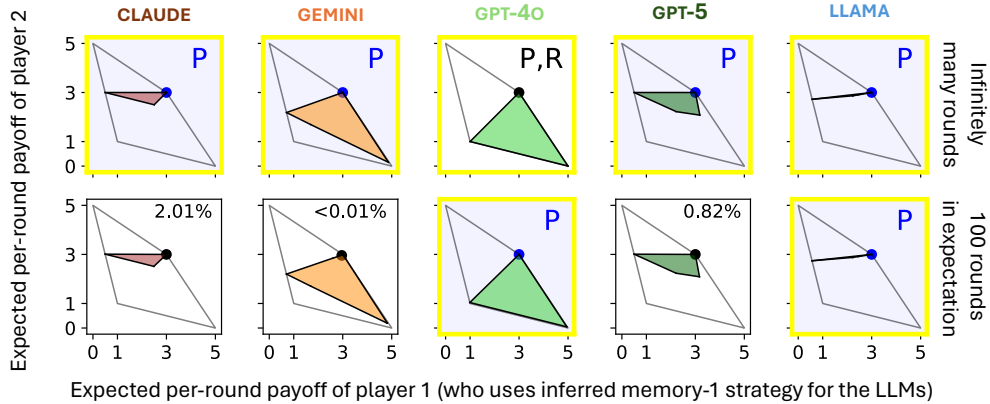 CLAUDE
GEMINI
GPT-4O
GPT-5
LLAMA
Expected per-round payoff of player 2
5
3
1
0
P
P
P,R
P
P
Infinitely
many rounds
5
3
1
0
2.01%
<0.01%
P
0.82%
P
100 rounds
in expectation
0 1 3 5
0 1 3 5
0 1 3 5
0 1 3 5
0 1 3 5
Expected per-round payoff of player 1 (who uses inferred memory-1 strategy for the LLMs)